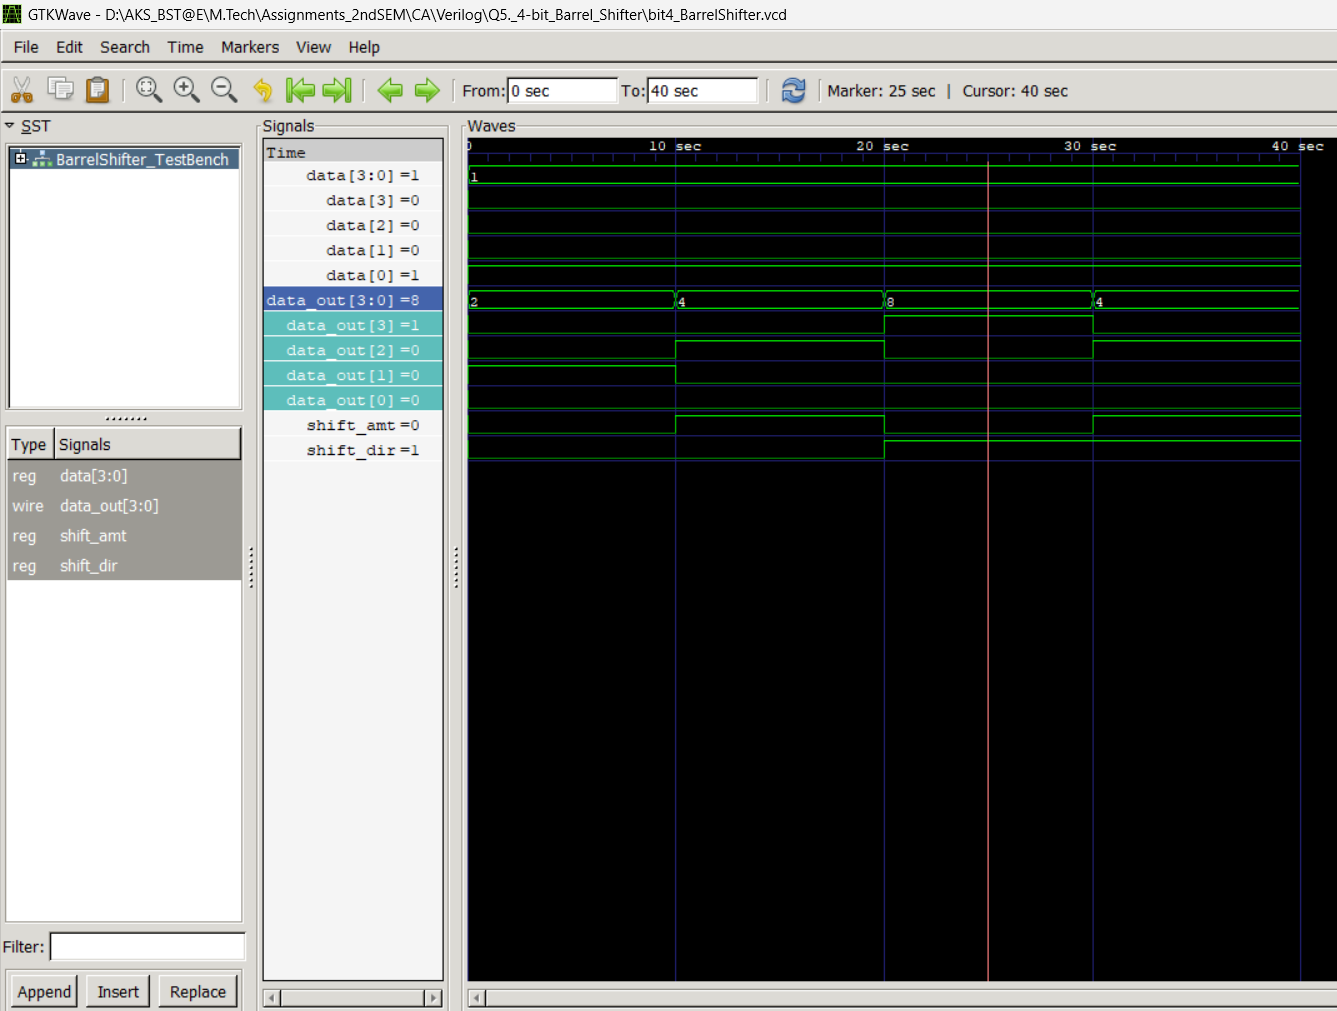 GTKWave - D:\AKS_BST@E\M.Tech\Assignments_2ndSEM\CA\Verilog\Q5._4-bit_Barrel_Shifter\bit4_BarrelShifter.vcd
File Edit Search Time Markers View Help
From: 0 sec To: 40 sec Marker: 25 sec | Cursor: 40 sec
SST
BarrelShifter_TestBench
Type Signals
reg data[3:0]
wire data_out[3:0]
reg shift_amt
reg shift_dir
Filter:
Append Insert Replace
Signals
Time
data[3:0] =1
data[3] =0
data[2] =0
data[1] =0
data[0] =1
data_out[3:0] =8
data_out[3] =1
data_out[2] =0
data_out[1] =0
data_out[0] =0
shift_amt =0
shift_dir =1
Waves
0 10 sec 20 sec 30 sec 40 sec
1
2 4 8 4